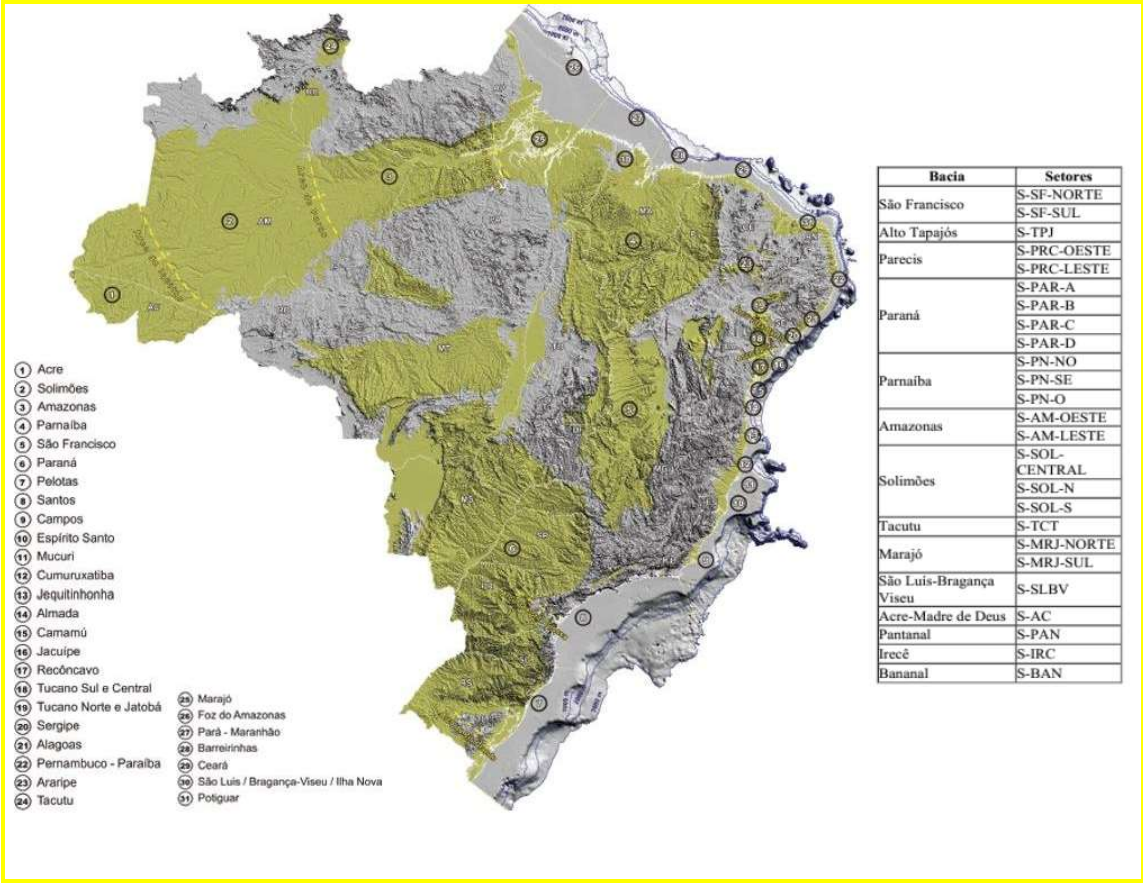 1 Acre
2 Solimões
3 Amazonas
4 Parnaíba
5 São Francisco
6 Paraná
7 Pelotas
8 Santos
9 Campos
10 Espírito Santo
11 Mucuri
12 Cumuruxatiba
13 Jequitinhonha
14 Almada
15 Camamú
16 Jacuípe
17 Recôncavo
18 Tucano Sul e Central
19 Tucano Norte e Jatobá
20 Sergipe
21 Alagoas
22 Pernambuco - Paraíba
23 Araripe
24 Tacutu
25 Marajó
26 Foz do Amazonas
27 Pará - Maranhão
28 Barreirinhas
29 Ceará
30 São Luis / Bragança-Viseu / Ilha Nova
31 Potiguar
Bacia Setores
São Francisco S-SF-NORTE
S-SF-SUL
Alto Tapajós S-TPJ
Parecis S-PRC-OESTE
S-PRC-LESTE
Paraná S-PAR-A
S-PAR-B
S-PAR-C
S-PAR-D
Parnaíba S-PN-NO
S-PN-SE
S-PN-O
Amazonas S-AM-OESTE
S-AM-LESTE
Solimões S-SOL-
CENTRAL
S-SOL-N
S-SOL-S
Tacutu S-TCT
Marajó S-MRJ-NORTE
S-MRJ-SUL
São Luís-Bragança
Viseu S-SLBV
Acre-Madre de Deus S-AC
Pantanal S-PAN
Irecê S-IRC
Bananal S-BAN